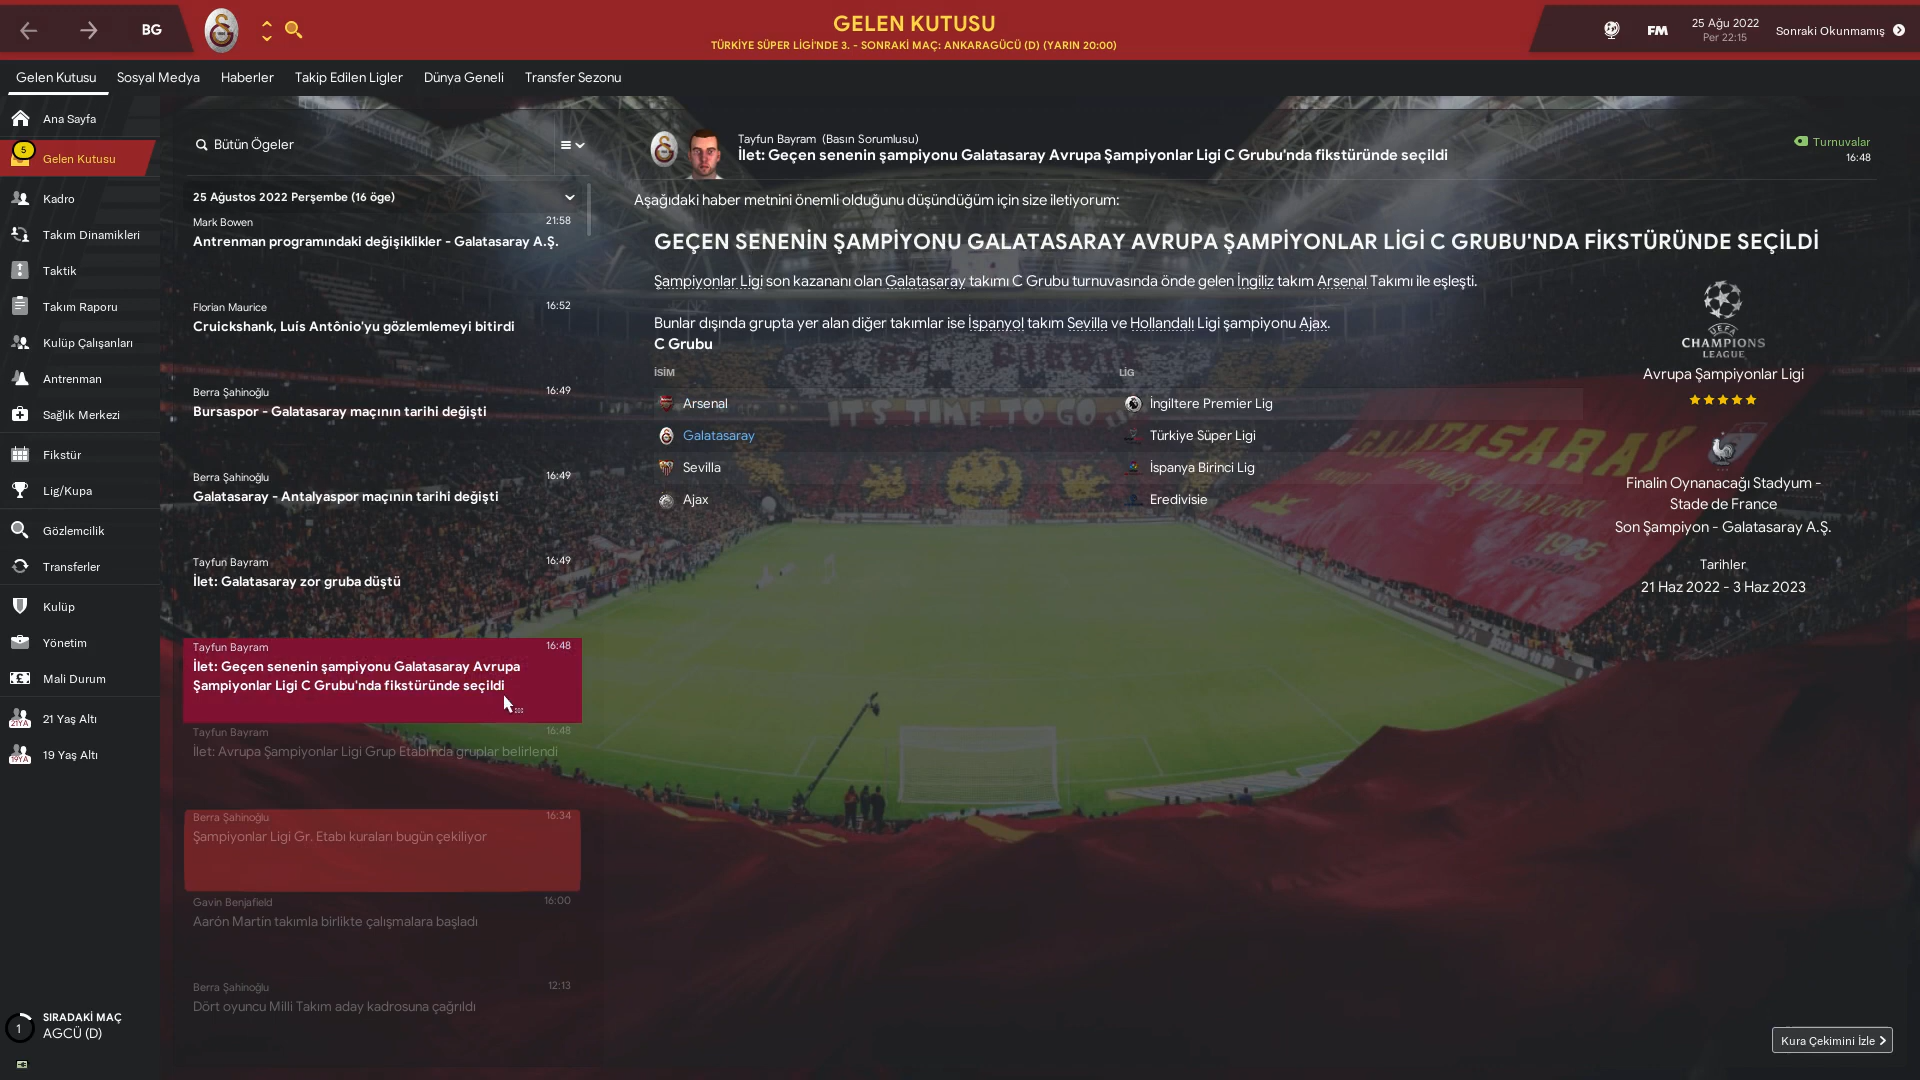 BG
GELEN KUTUSU
TÜRKİYE SÜPER LİGİ'NDE 3. - SONRAKİ MAÇ: ANKARAGÜCÜ (D) (YARIN 20:00)
FM
25 Ağu 2022
Per 22:15
Sonraki Okunmamış
Gelen Kutusu Sosyal Medya Haberler Takip Edilen Ligler Dünya Geneli Transfer Sezonu
Ana Sayfa
5
Gelen Kutusu
Kadro
Takım Dinamikleri
Taktik
Takım Raporu
Kulüp Çalışanları
Antrenman
Sağlık Merkezi
Fikstür
Lig/Kupa
Gözlemcilik
Transferler
Kulüp
Yönetim
Mali Durum
21YA
21 Yaş Altı
19YA
19 Yaş Altı
1
SIRADAKİ MAÇ
AGCÜ (D)
Bütün Ögeler
25 Ağustos 2022 Perşembe (16 öge)
Mark Bowen 21:58
Antrenman programındaki değişiklikler - Galatasaray A.Ş.
Florian Maurice 16:52
Cruickshank, Luís Antônio'yu gözlemlemeyi bitirdi
Berra Şahinoğlu 16:49
Bursaspor - Galatasaray maçının tarihi değişti
Berra Şahinoğlu 16:49
Galatasaray - Antalyaspor maçının tarihi değişti
Tayfun Bayram 16:49
İlet: Galatasaray zor gruba düştü
Tayfun Bayram 16:48
İlet: Geçen senenin şampiyonu Galatasaray Avrupa
Şampiyonlar Ligi C Grubu'nda fikstüründe seçildi
Tayfun Bayram 16:48
İlet: Avrupa Şampiyonlar Ligi Grup Etabı'nda gruplar belirlendi
Berra Şahinoğlu 16:34
Şampiyonlar Ligi Gr. Etabı kuraları bugün çekiliyor
Gavin Benjafield 16:00
Aarón Martín takımla birlikte çalışmalara başladı
Berra Şahinoğlu 12:13
Dört oyuncu Milli Takım aday kadrosuna çağrıldı
Tayfun Bayram (Basın Sorumlusu)
İlet: Geçen senenin şampiyonu Galatasaray Avrupa Şampiyonlar Ligi C Grubu'nda fikstüründe seçildi
Turnuvalar
16:48
Aşağıdaki haber metnini önemli olduğunu düşündüğüm için size iletiyorum:
GEÇEN SENENİN ŞAMPİYONU GALATASARAY AVRUPA ŞAMPİYONLAR LİGİ C GRUBU'NDA FİKSTÜRÜNDE SEÇİLDİ
Şampiyonlar Ligi son kazananı olan Galatasaray takımı C Grubu turnuvasında önde gelen İngiliz takım Arsenal Takımı ile eşleşti.
Bunlar dışında grupta yer alan diğer takımlar ise İspanyol takım Sevilla ve Hollandalı Ligi şampiyonu Ajax.
C Grubu
İSİM LİG
Arsenal İngiltere Premier Lig
Galatasaray Türkiye Süper Ligi
Sevilla İspanya Birinci Lig
Ajax Eredivisie
IT'S TIME TO GO
GALATASARAY
1905
UEFA
CHAMPIONS
LEAGUE
Avrupa Şampiyonlar Ligi
Finalin Oynanacağı Stadyum -
Stade de France
Son Şampiyon - Galatasaray A.Ş.
Tarihler
21 Haz 2022 - 3 Haz 2023
Kura Çekimini İzle